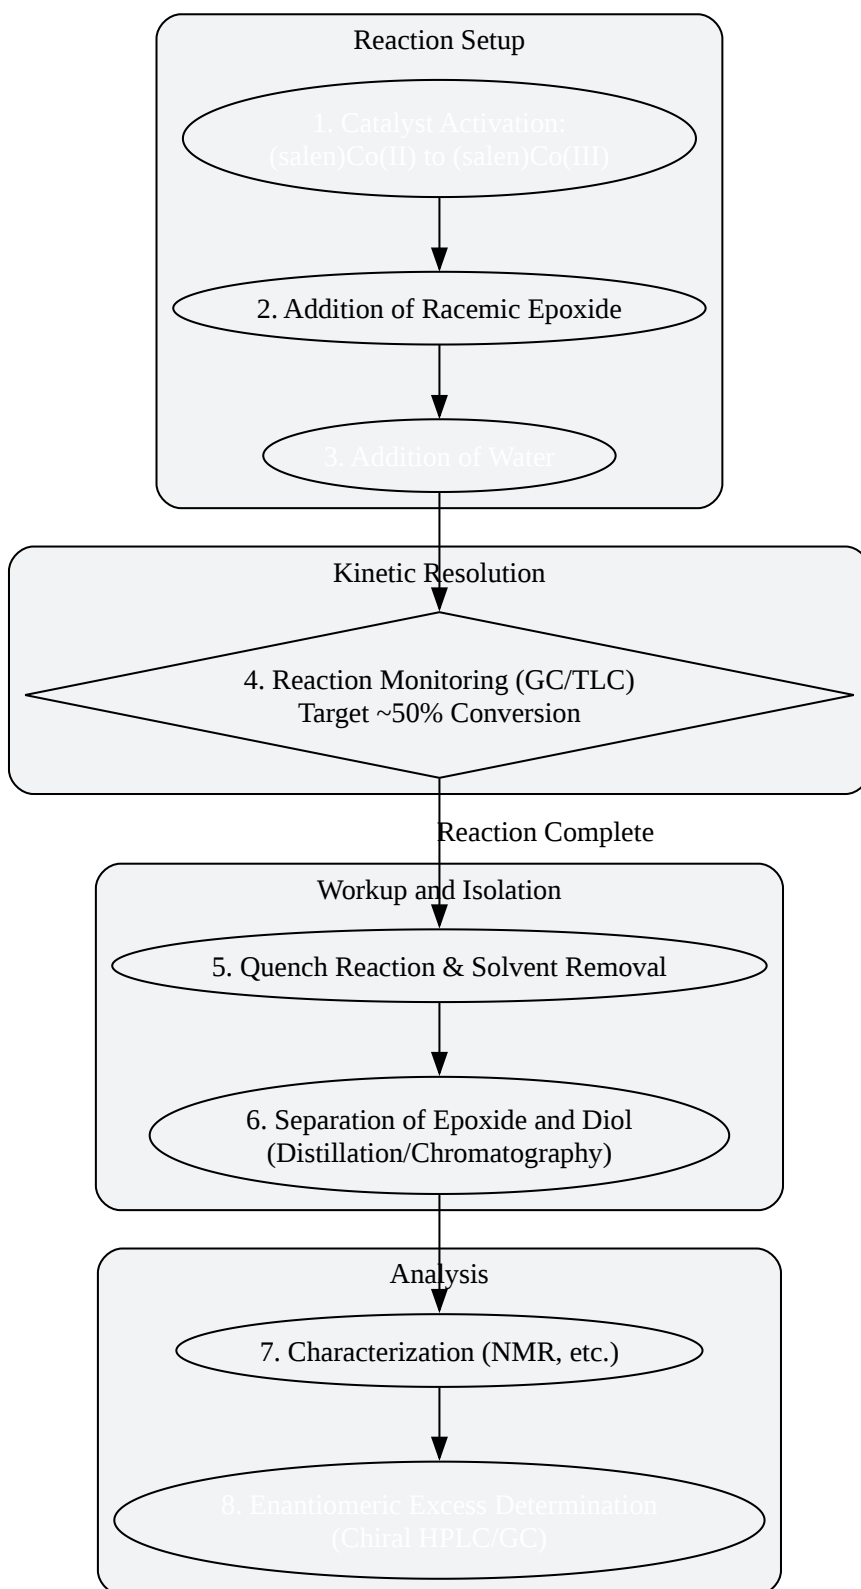 Reaction Setup
1. Catalyst Activation:
(salen)Co(II) to (salen)Co(III)
2. Addition of Racemic Epoxide
3. Addition of Water
Kinetic Resolution
4. Reaction Monitoring (GC/TLC)
Target ~50% Conversion
Reaction Complete
Workup and Isolation
5. Quench Reaction & Solvent Removal
6. Separation of Epoxide and Diol
(Distillation/Chromatography)
Analysis
7. Characterization (NMR, etc.)
8. Enantiomeric Excess Determination
(Chiral HPLC/GC)